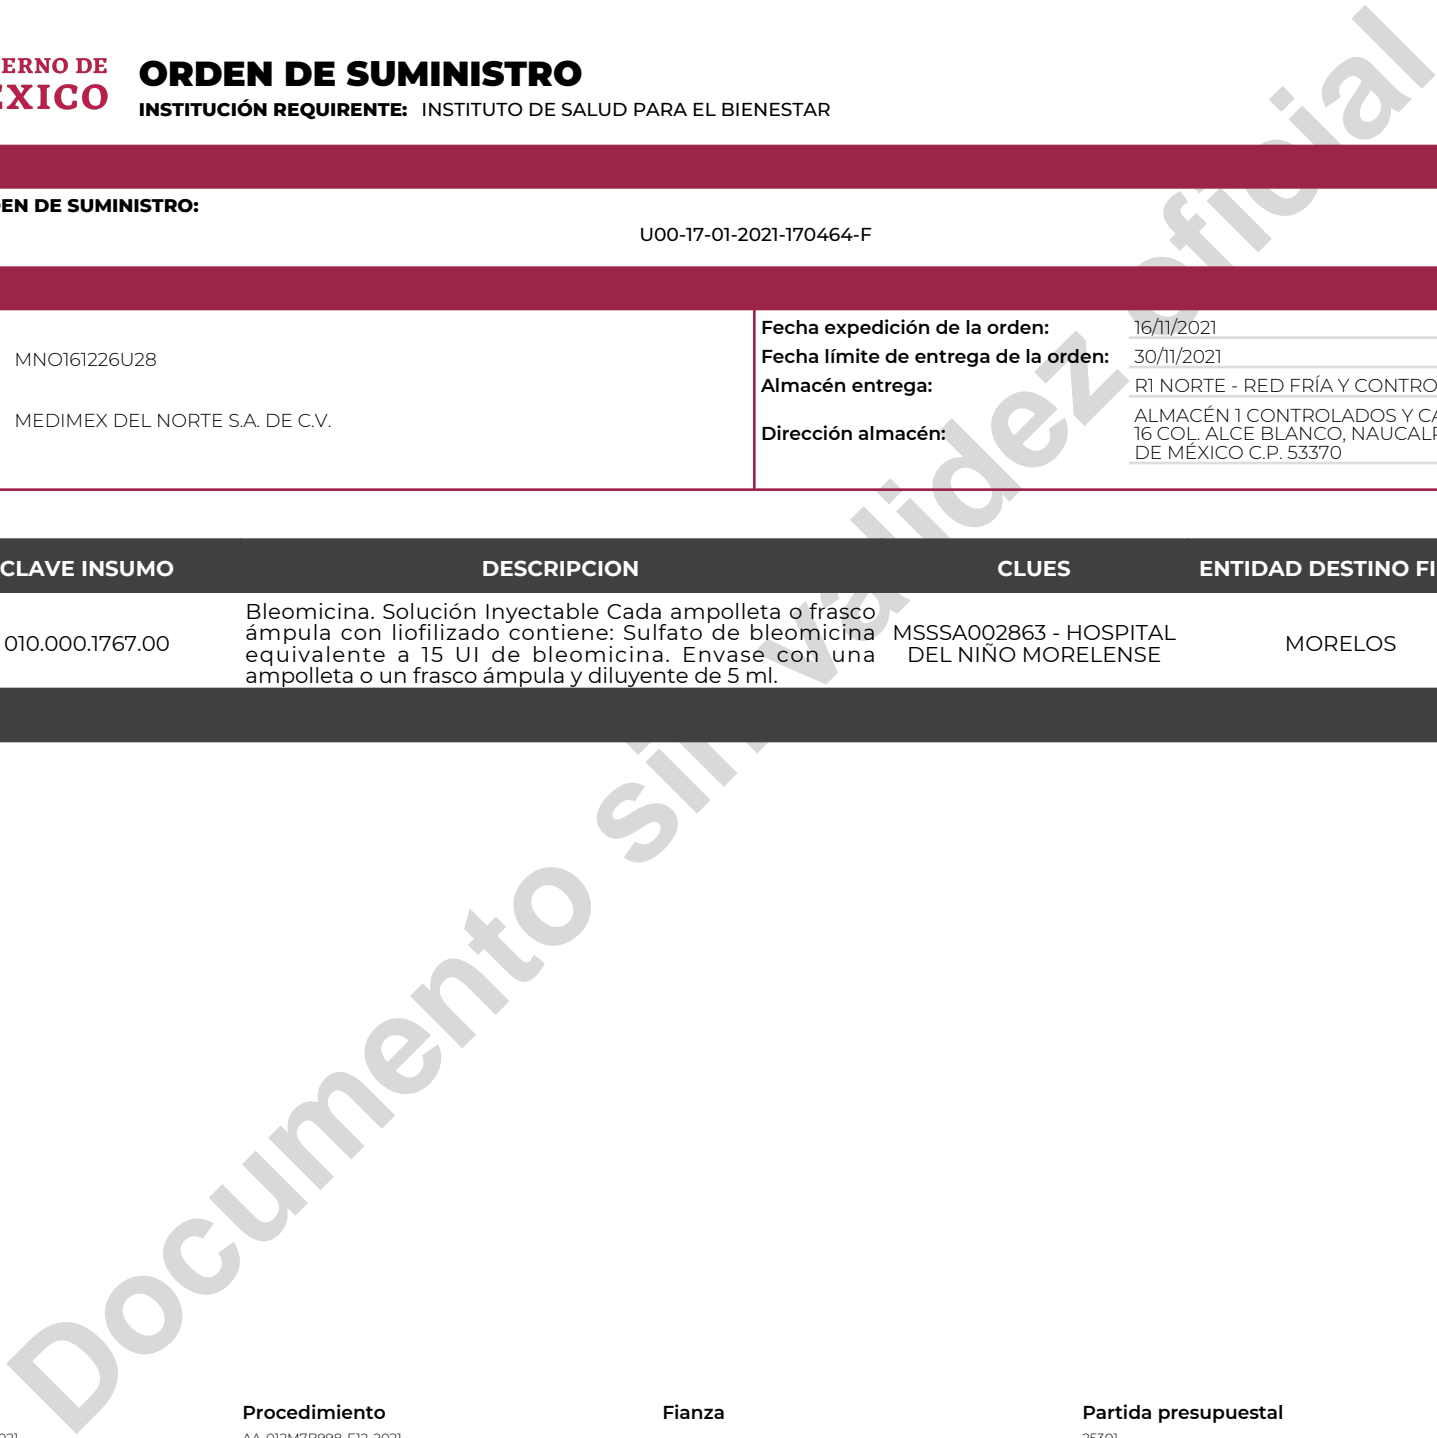 ORDEN DE SUMINISTRO
INSTITUCIÓN REQUIRENTE: INSTITUTO DE SALUD PARA EL BIENESTAR
DE SUMINISTRO:
U00-17-01-2021-170464-F
MNO161226U28
MEDIMEX DEL NORTE S.A. DE C.V.
Fecha expedición de la orden: 16/11/2021
Fecha límite de entrega de la orden: 30/11/2021
Almacén entrega: R1 NORTE - RED FRÍA Y CONTRO
Dirección almacén:
ALMACÉN 1 CONTROLADOS Y CA
16 COL. ALCE BLANCO, NAUCALP
DE MÉXICO C.P. 53370
CLAVE INSUMO DESCRIPCION CLUES ENTIDAD DESTINO FI
010.000.1767.00
Bleomicina. Solución Inyectable Cada ampolleta o frasco
ámpula con liofilizado contiene: Sulfato de bleomicina
equivalente a 15 UI de bleomicina. Envase con una
ampolleta o un frasco ámpula y diluyente de 5 ml.
MSSSA002863 - HOSPITAL
DEL NIÑO MORELENSE
MORELOS
Documento sin validez oficial
Procedimiento Fianza Partida presupuestal